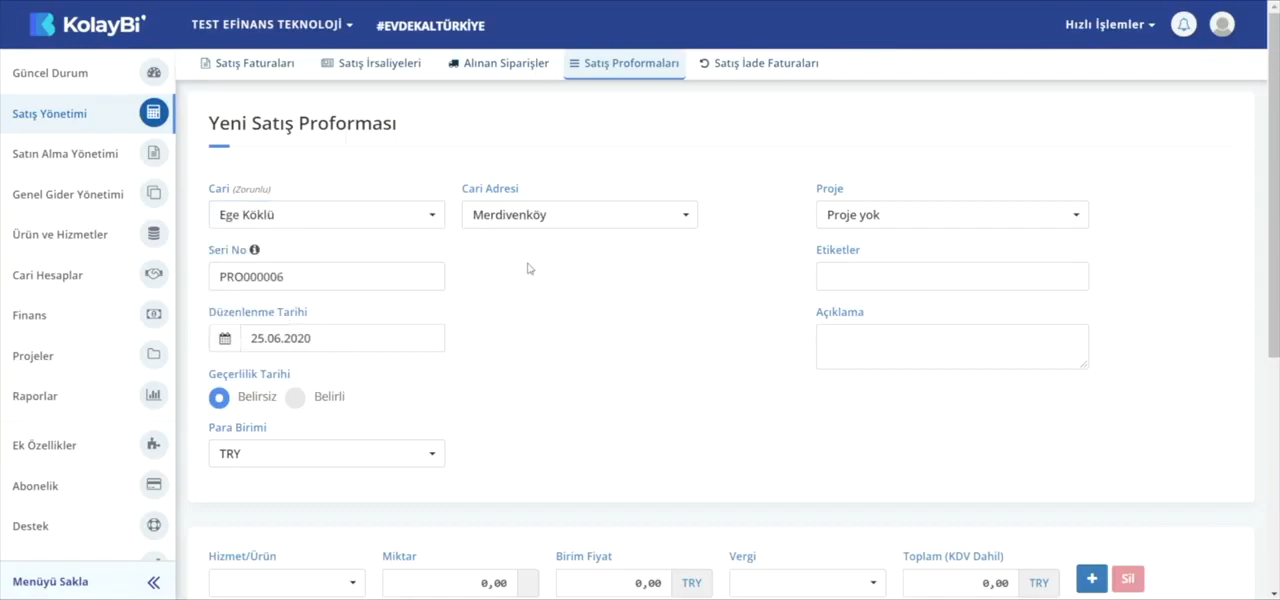 KolayBi'
TEST EFİNANS TEKNOLOJİ
#EVDEKALTÜRKİYE
Hızlı İşlemler
Güncel Durum
Satış Yönetimi
Satın Alma Yönetimi
Genel Gider Yönetimi
Ürün ve Hizmetler
Cari Hesaplar
Finans
Projeler
Raporlar
Ek Özellikler
Abonelik
Destek
Menüyü Sakla
Satış Faturaları
Satış İrsaliyeleri
Alınan Siparişler
Satış Proformaları
Satış İade Faturaları
Yeni Satış Proforması
Cari (Zorunlu)
Ege Köklü
Cari Adresi
Merdivenköy
Proje
Proje yok
Seri No
PRO000006
Etiketler
Düzenlenme Tarihi
25.06.2020
Açıklama
Geçerlilik Tarihi
Belirsiz
Belirli
Para Birimi
TRY
Hizmet/Ürün
Miktar
0,00
Birim Fiyat
0,00 TRY
Vergi
Toplam (KDV Dahil)
0,00 TRY
+
Sil